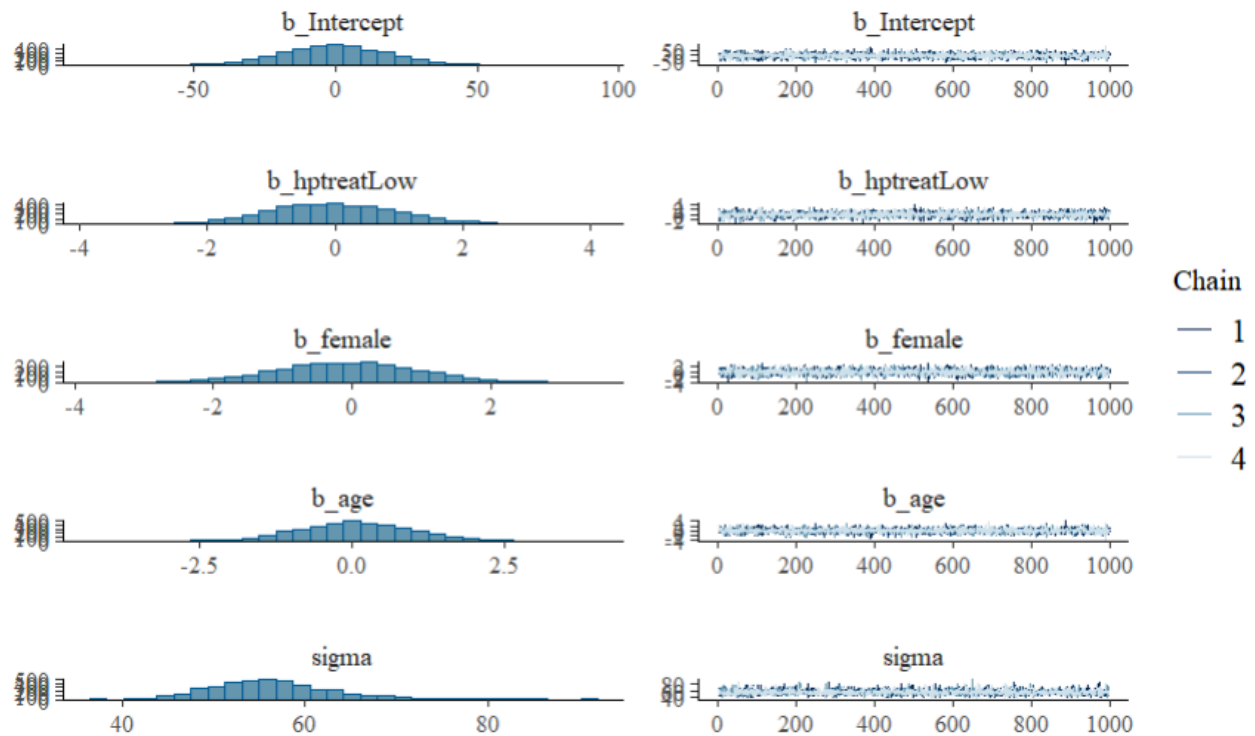 b_Intercept
b_Intercept
-50 0 50 100
0 200 400 600 800 1000
b_hptreatLow
b_hptreatLow
-4 -2 0 2 4
0 200 400 600 800 1000
Chain
1
2
3
4
b_female
b_female
-4 -2 0 2
0 200 400 600 800 1000
b_age
b_age
-2.5 0.0 2.5
0 200 400 600 800 1000
sigma
sigma
40 60 80
0 200 400 600 800 1000